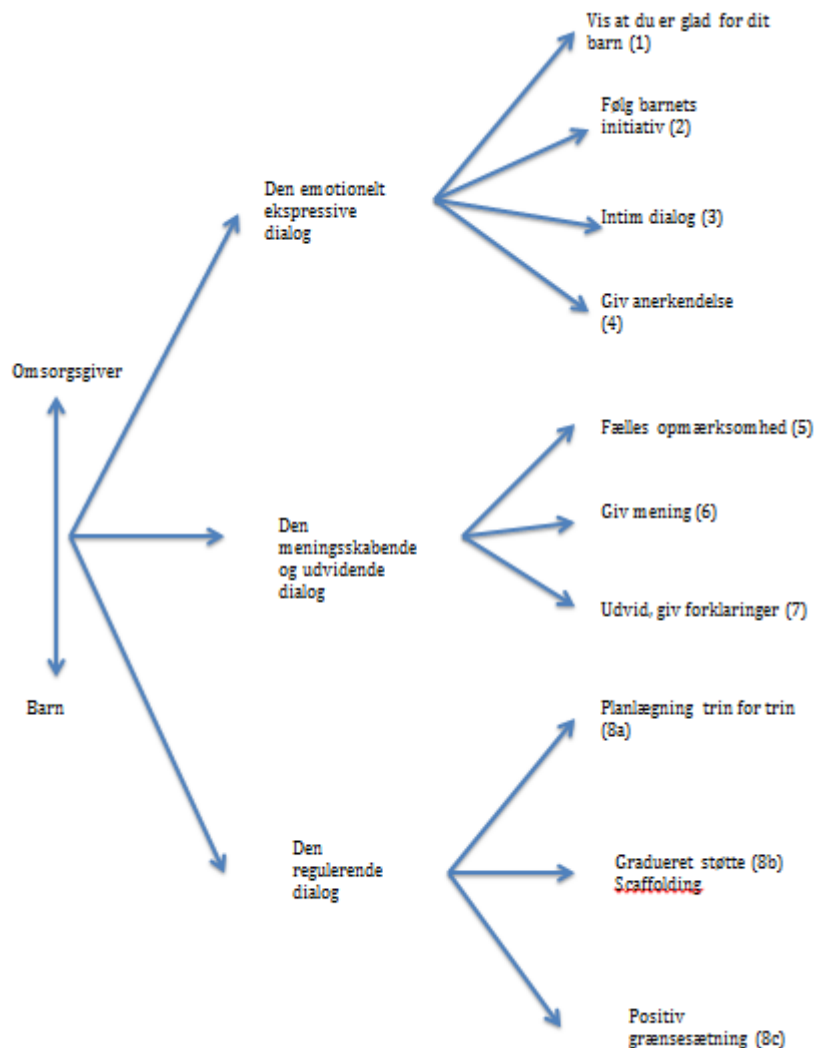 Vis at du er glad for dit
barn (1)
Følg barnets
initiativ (2)
Den emotionelt
ekspressive
dialog
Intim dialog (3)
Giv anerkendelse
(4)
Omsorgsgiver
Fælles opmærksomhed (5)
Giv mening (6)
Den
meningsskabende
og udvidende
dialog
Udvid, giv forklaringer (7)
Barn
Planlægning trin for trin
(8a)
Den
regulerende
dialog
Gradueret støtte (8b)
Scaffolding
Positiv
grænsesætning (8c)